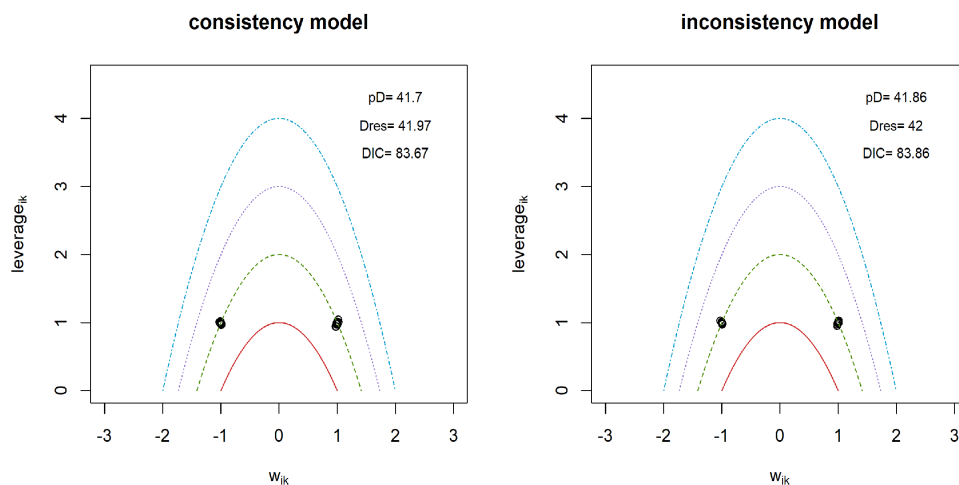 consistency model
pD= 41.7
Dres= 41.97
DIC= 83.67
leverage_ik
4
3
2
1
0
-3 -2 -1 0 1 2 3
w_ik
inconsistency model
pD= 41.86
Dres= 42
DIC= 83.86
leverage_ik
4
3
2
1
0
-3 -2 -1 0 1 2 3
w_ik